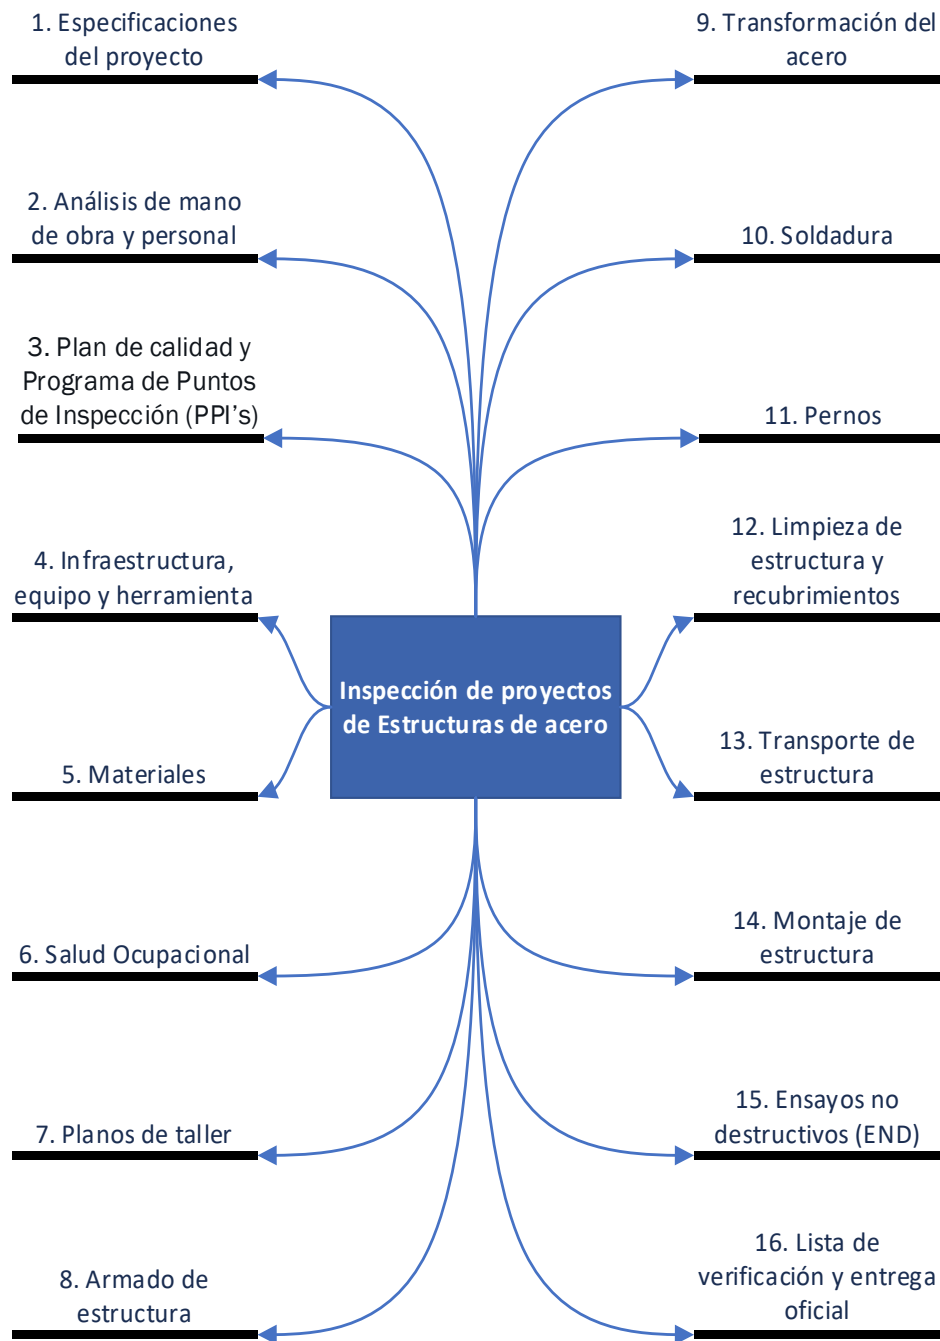 1. Especificaciones
del proyecto
2. Análisis de mano
de obra y personal
3. Plan de calidad y
Programa de Puntos
de Inspección (PPI’s)
4. Infraestructura,
equipo y herramienta
5. Materiales
6. Salud Ocupacional
7. Planos de taller
8. Armado de
estructura
Inspección de proyectos
de Estructuras de acero
9. Transformación del
acero
10. Soldadura
11. Pernos
12. Limpieza de
estructura y
recubrimientos
13. Transporte de
estructura
14. Montaje de
estructura
15. Ensayos no
destructivos (END)
16. Lista de
verificación y entrega
oficial